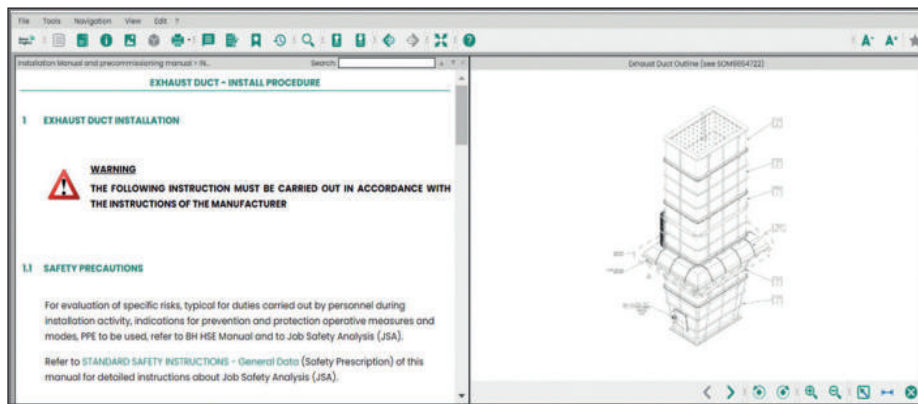 File Tools Navigation View Edit ?
A- A+
Installation Manual and precommissioning manual > IN...
Search:
EXHAUST DUCT - INSTALL PROCEDURE
1 EXHAUST DUCT INSTALLATION
WARNING
THE FOLLOWING INSTRUCTION MUST BE CARRIED OUT IN ACCORDANCE WITH
THE INSTRUCTIONS OF THE MANUFACTURER
1.1 SAFETY PRECAUTIONS
For evaluation of specific risks, typical for duties carried out by personnel during
installation activity, indications for prevention and protection operative measures and
modes, PPE to be used, refer to BH HSE Manual and to Job Safety Analysis (JSA).
Refer to STANDARD SAFETY INSTRUCTIONS - General Data (Safety Prescription) of this
manual for detailed instructions about Job Safety Analysis (JSA).
Exhaust Duct Outline (see SOM6654722)